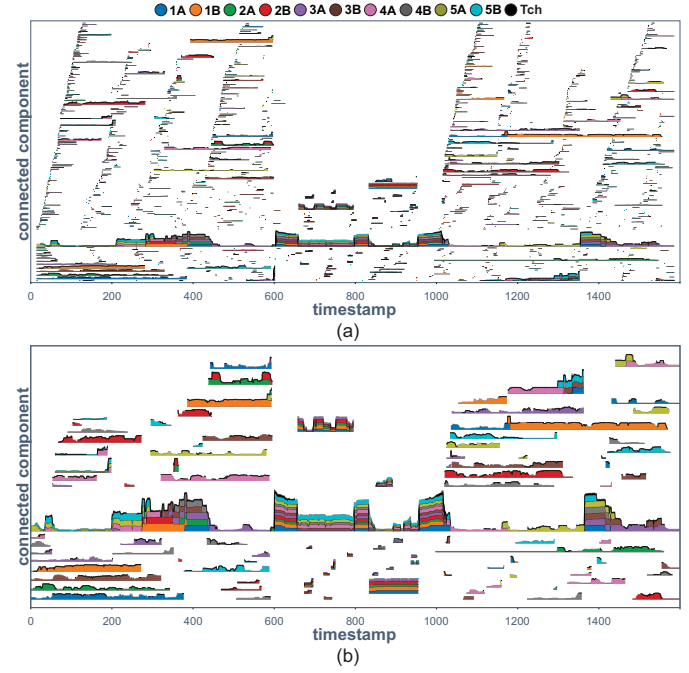 1A 1B 2A 2B 3A 3B 4A 4B 5A 5B Tch
connected component
0 200 400 600 800 1000 1200 1400
timestamp
(a)
connected component
0 200 400 600 800 1000 1200 1400
timestamp
(b)